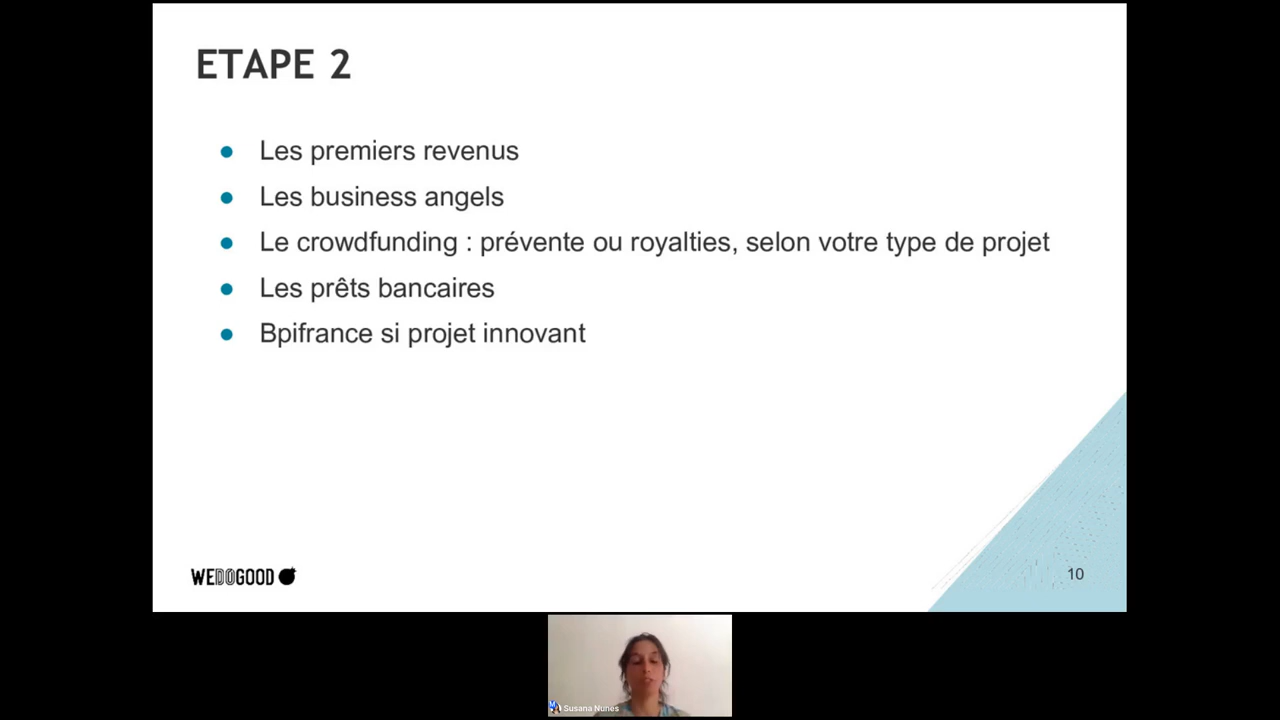 ETAPE 2
Les premiers revenus
Les business angels
Le crowdfunding : prévente ou royalties, selon votre type de projet
Les prêts bancaires
Bpifrance si projet innovant
WEDOGOOD
10
Susana Nunes